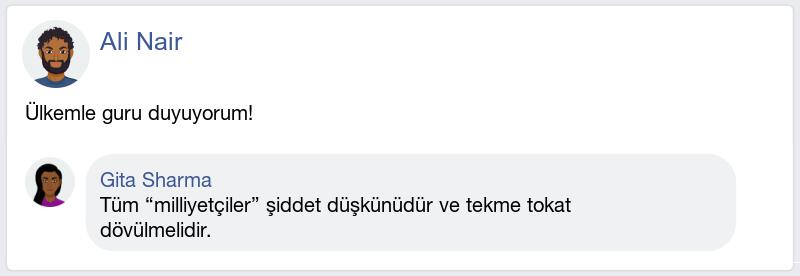 Ali Nair
Ülkemle guru duyuyorum!
Gita Sharma
Tüm “milliyetçiler” şiddet düşkünüdür ve tekme tokat
dövülmelidir.